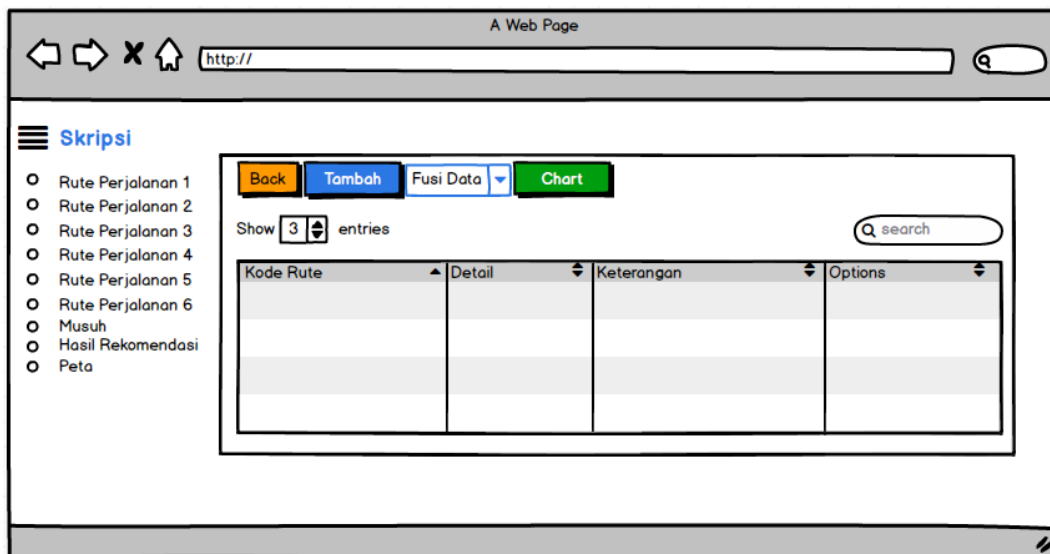 A Web Page
http://
Skripsi
Rute Perjalanan 1
Rute Perjalanan 2
Rute Perjalanan 3
Rute Perjalanan 4
Rute Perjalanan 5
Rute Perjalanan 6
Musuh
Hasil Rekomendasi
Peta
Back Tambah Fusi Data Chart
Show 3 entries search
Kode Rute Detail Keterangan Options